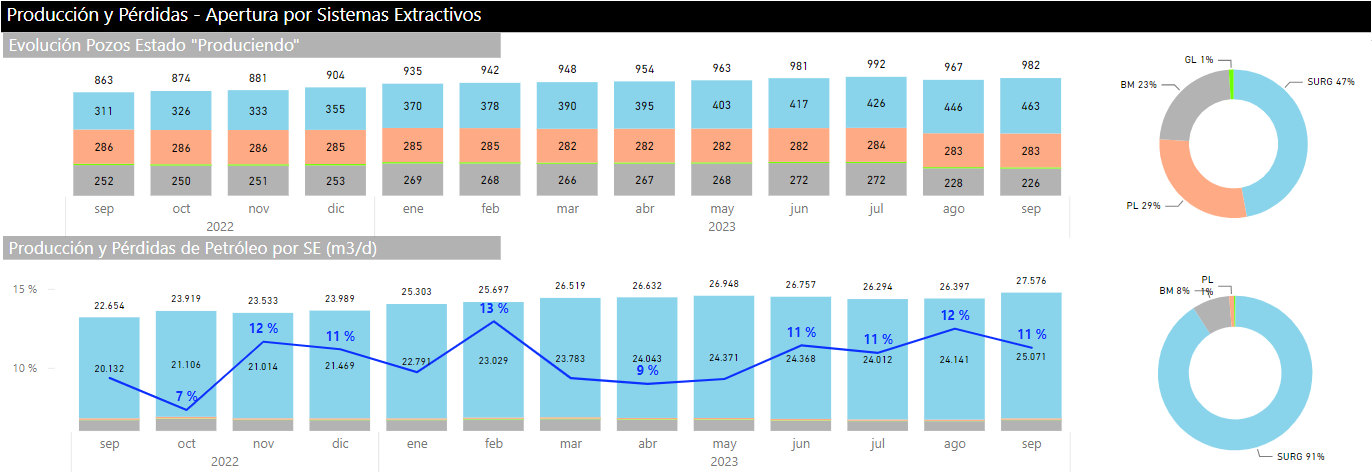 Producción y Pérdidas - Apertura por Sistemas Extractivos
Evolución Pozos Estado "Produciendo"
863 874 881 904 935 942 948 954 963 981 992 967 982
311 326 333 355 370 378 390 395 403 417 426 446 463
286 286 286 285 285 285 282 282 282 282 284 283 283
252 250 251 253 269 268 266 267 268 272 272 228 226
sep oct nov dic ene feb mar abr may jun jul ago sep
2022 2023
GL 1%
BM 23%
SURG 47%
PL 29%
Producción y Pérdidas de Petróleo por SE (m3/d)
15 %
10 %
22.654 23.919 23.533 23.989 25.303 25.697 26.519 26.632 26.948 26.757 26.294 26.397 27.576
7 % 12 % 11 % 13 % 9 % 11 % 11 % 12 % 11 %
20.132 21.106 21.014 21.469 22.791 23.029 23.783 24.043 24.371 24.368 24.012 24.141 25.071
sep oct nov dic ene feb mar abr may jun jul ago sep
2022 2023
PL
1%
BM 8%
SURG 91%